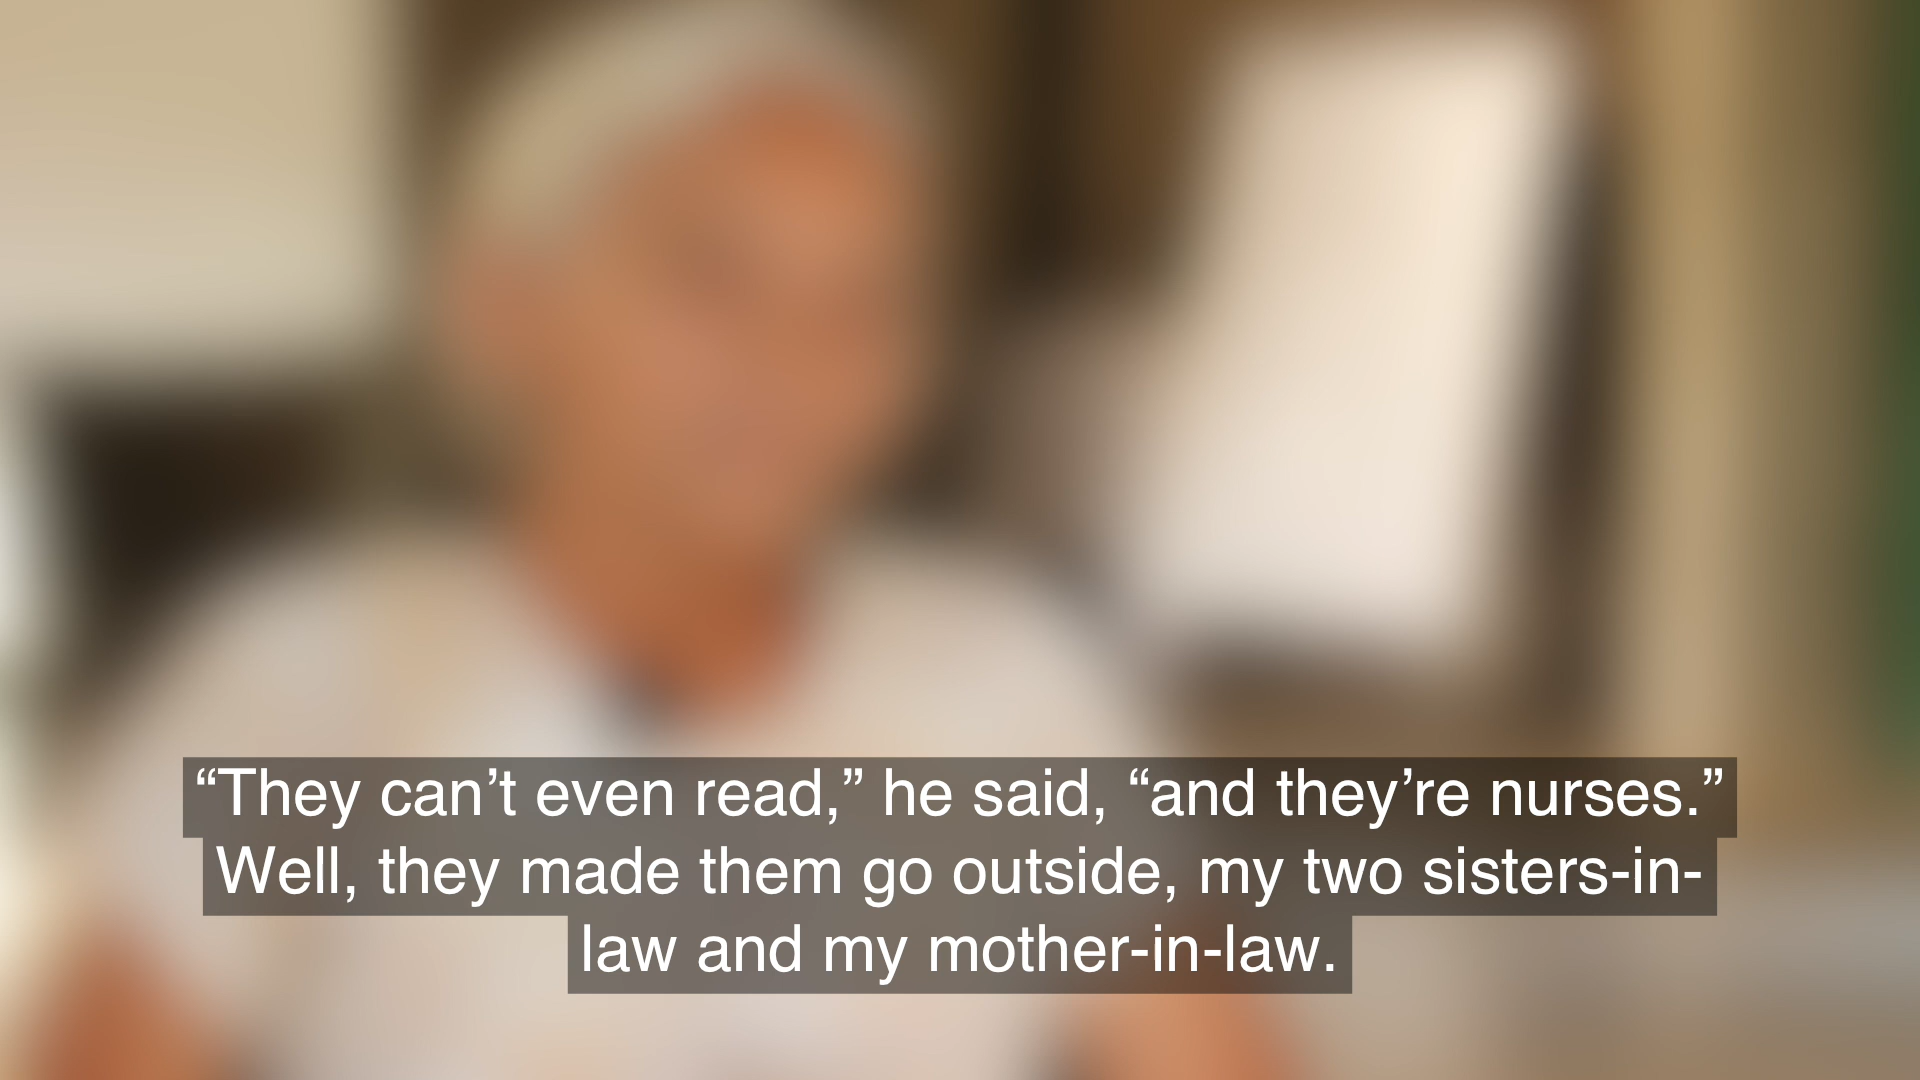 “They can’t even read,” he said, “and they’re nurses.”
Well, they made them go outside, my two sisters-in-
law and my mother-in-law.